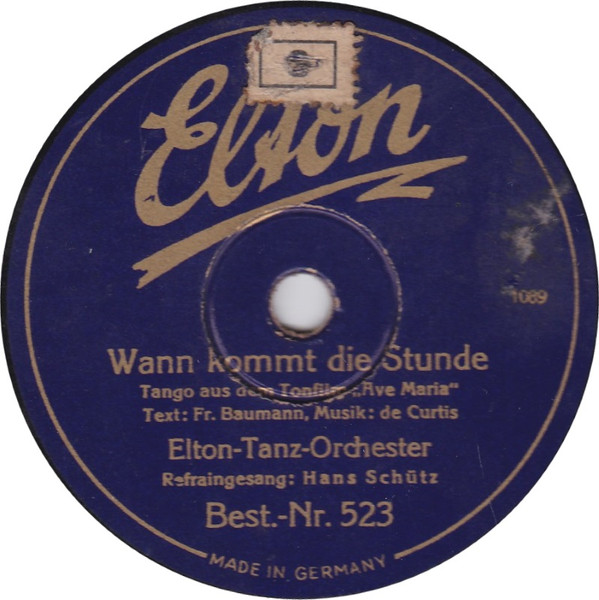 Elton
1089
Wann kommt die Stunde
Tango aus dem Tonfilm „Ave Maria“
Text: Fr. Baumann, Musik: de Curtis
Elton-Tanz-Orchester
Refraingesang: Hans Schütz
Best.-Nr. 523
MADE IN GERMANY